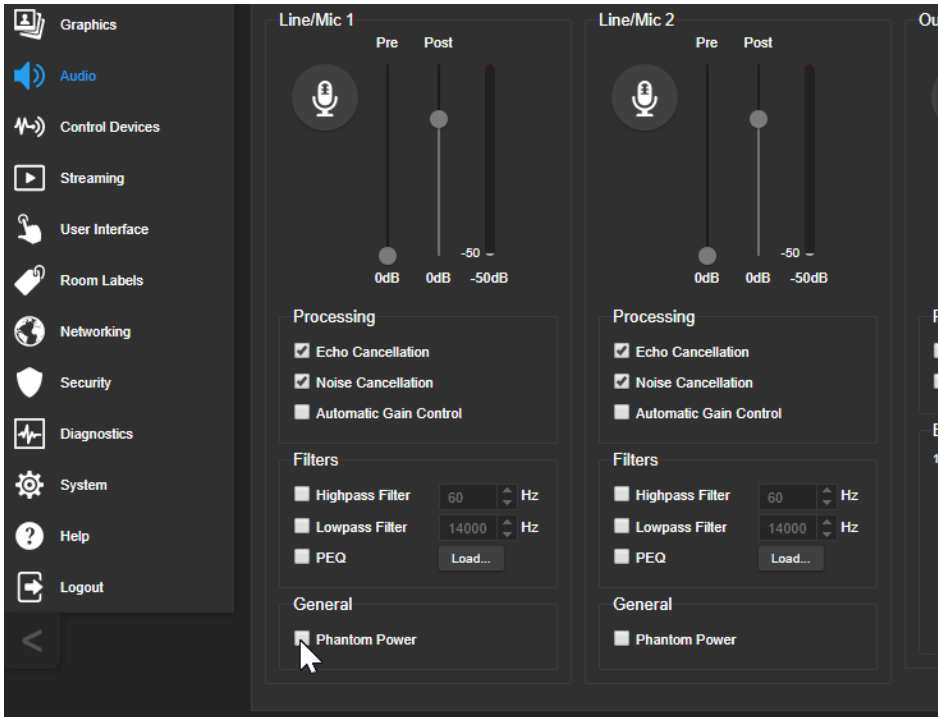 Graphics
Audio
Control Devices
Streaming
User Interface
Room Labels
Networking
Security
Diagnostics
System
Help
Logout
<
Line/Mic 1
Pre Post
-50
0dB 0dB -50dB
Processing
Echo Cancellation
Noise Cancellation
Automatic Gain Control
Filters
Highpass Filter 60 Hz
Lowpass Filter 14000 Hz
PEQ Load...
General
Phantom Power
Line/Mic 2
Pre Post
-50
0dB 0dB -50dB
Processing
Echo Cancellation
Noise Cancellation
Automatic Gain Control
Filters
Highpass Filter 60 Hz
Lowpass Filter 14000 Hz
PEQ Load...
General
Phantom Power